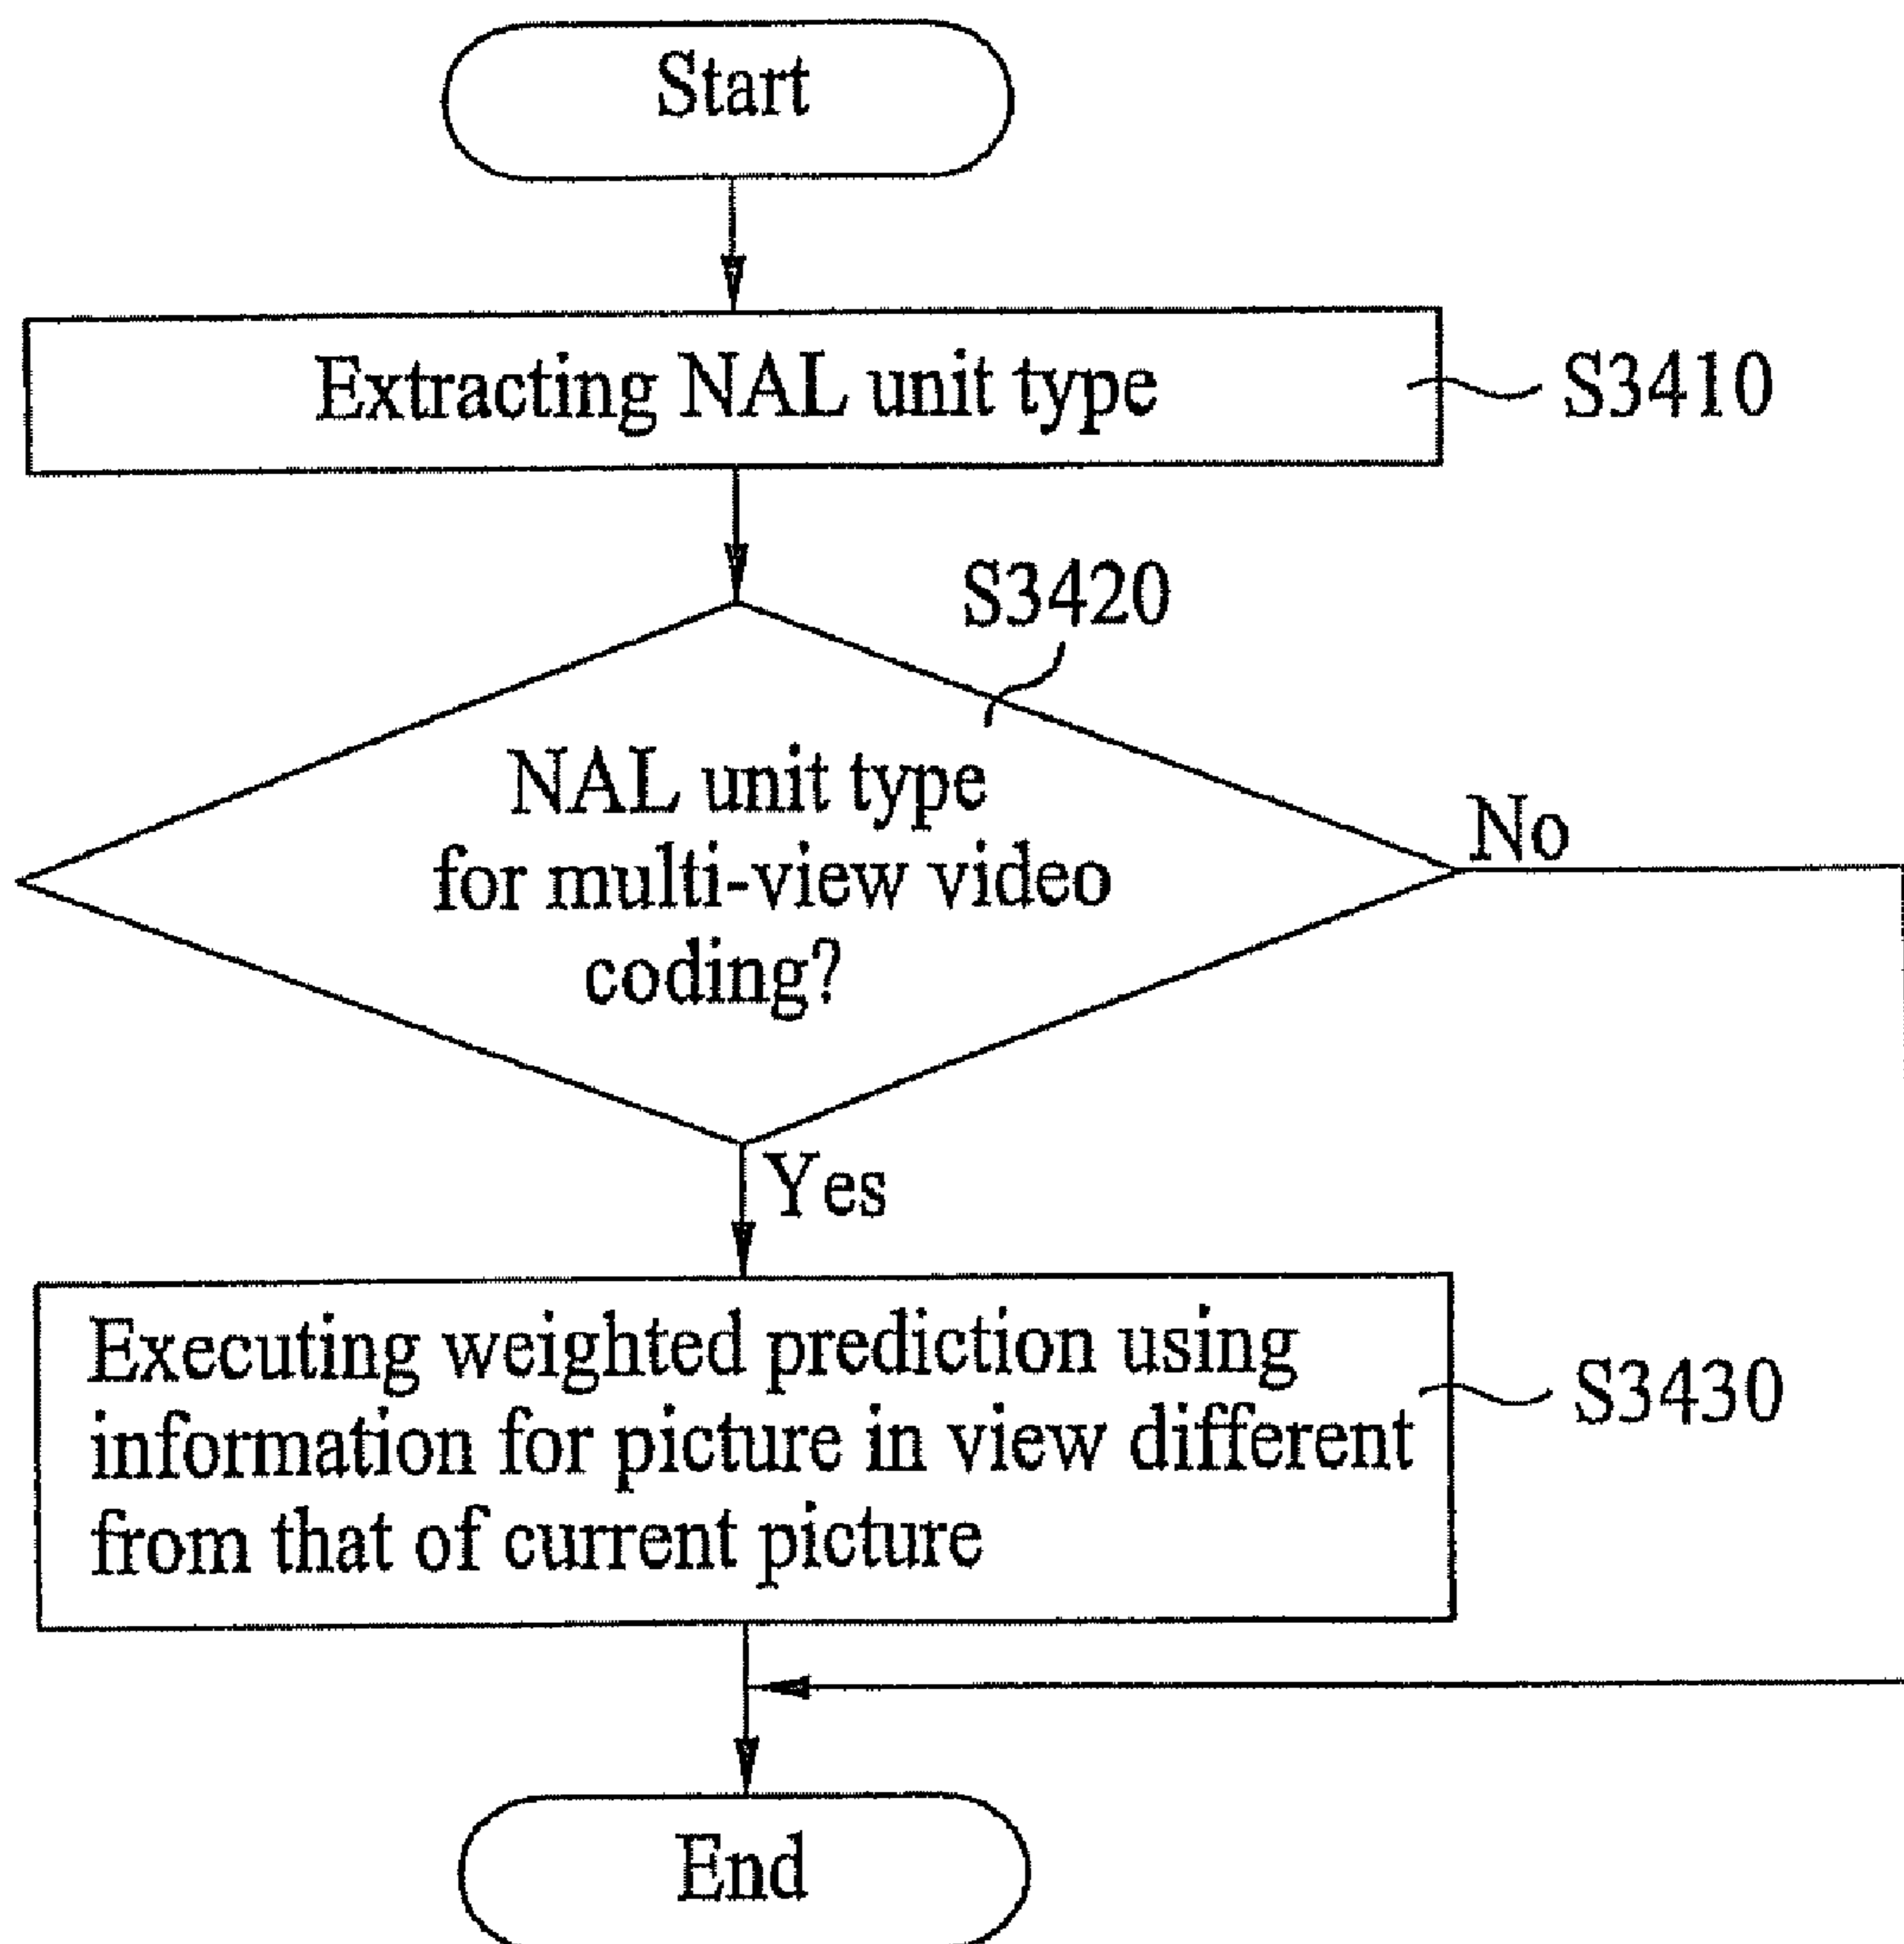 Start
Extracting NAL unit type
S3410
S3420
NAL unit type
for multi-view video
coding?
No
Yes
Executing weighted prediction using
information for picture in view different
from that of current picture
S3430
End